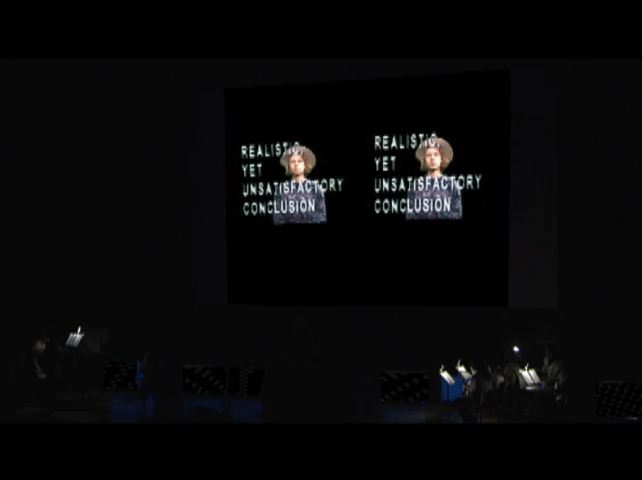 REALISTIC,
YET
UNSATISFACTORY
CONCLUSION
REALISTIC,
YET
UNSATISFACTORY
CONCLUSION